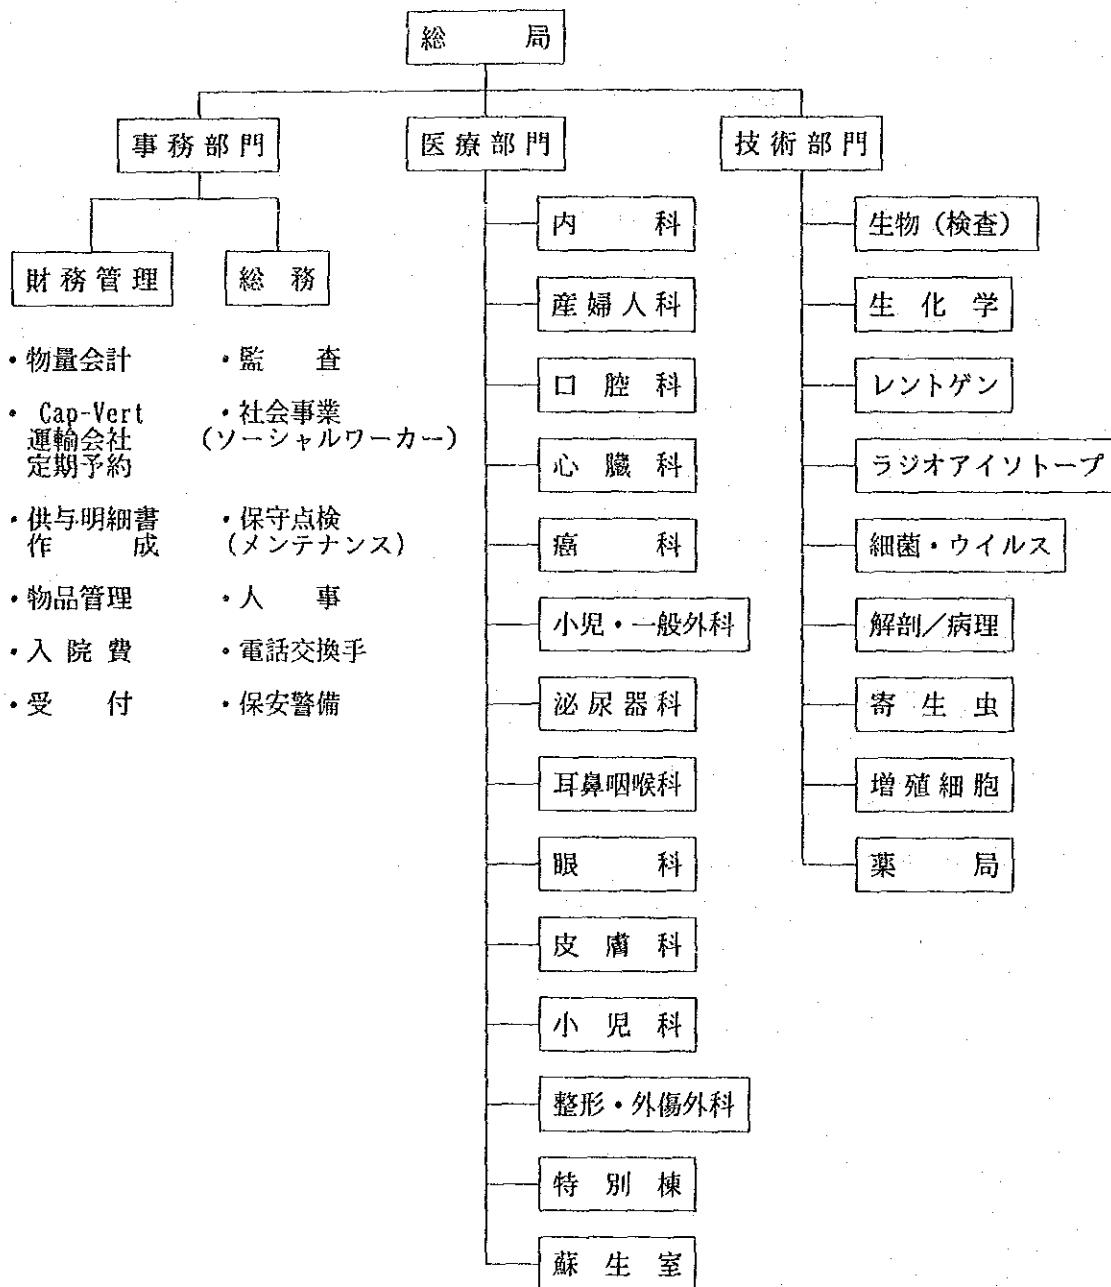 総局
事務部門
医療部門
技術部門
財務管理
総務
・物量会計
・Cap-Vert
運輸会社
定期予約
・供与明細書
作成
・物品管理
・入院費
・受付
・監査
・社会事業
(ソーシャルワーカー)
・保守点検
(メンテナンス)
・人事
・電話交換手
・保安警備
内科
産婦人科
口腔科
心臓科
癌科
小児・一般外科
泌尿器科
耳鼻咽喉科
眼科
皮膚科
小児科
整形・外傷外科
特別棟
蘇生室
生物(検査)
生化学
レントゲン
ラジオアイソトープ
細菌・ウイルス
解剖/病理
寄生虫
増殖細胞
薬局